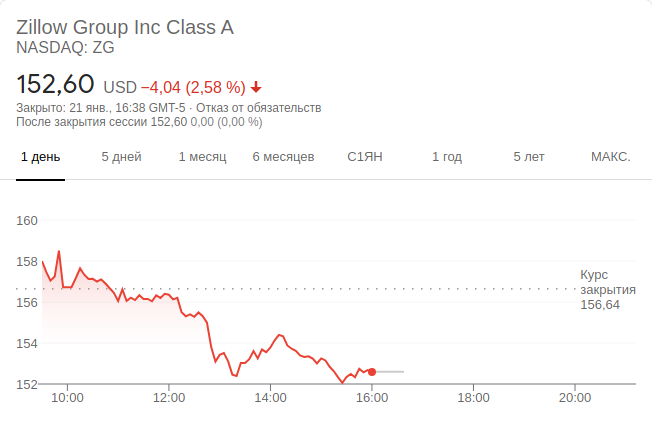 Zillow Group Inc Class A
NASDAQ: ZG
152,60 USD −4,04 (2,58 %)
Закрыто: 21 янв., 16:38 GMT-5 · Отказ от обязательств
После закрытия сессии 152,60 0,00 (0,00 %)
1 день 5 дней 1 месяц 6 месяцев С1ЯН 1 год 5 лет МАКС.
160
158
Курс
закрытия
156,64
156
154
152
10:00 12:00 14:00 16:00 18:00 20:00